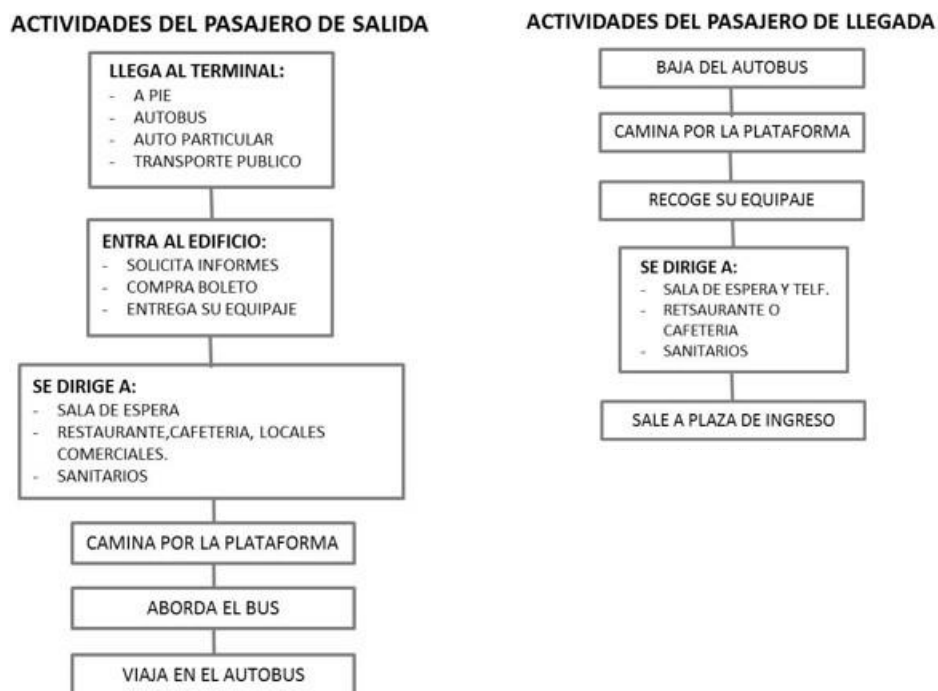 ACTIVIDADES DEL PASAJERO DE SALIDA
LLEGA AL TERMINAL:
- A PIE
- AUTOBUS
- AUTO PARTICULAR
- TRANSPORTE PUBLICO
ENTRA AL EDIFICIO:
- SOLICITA INFORMES
- COMPRA BOLETO
- ENTREGA SU EQUIPAJE
SE DIRIGE A:
- SALA DE ESPERA
- RESTAURANTE,CAFETERIA, LOCALES
COMERCIALES.
- SANITARIOS
CAMINA POR LA PLATAFORMA
ABORDA EL BUS
VIAJA EN EL AUTOBUS
ACTIVIDADES DEL PASAJERO DE LLEGADA
BAJA DEL AUTOBUS
CAMINA POR LA PLATAFORMA
RECOGE SU EQUIPAJE
SE DIRIGE A:
- SALA DE ESPERA Y TELF.
- RETSAURANTE O
CAFETERIA
- SANITARIOS
SALE A PLAZA DE INGRESO